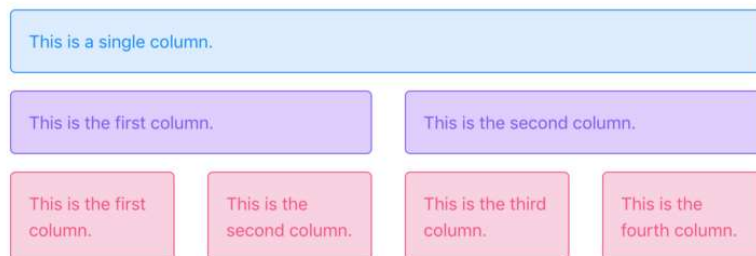 This is a single column.
This is the first column.
This is the second column.
This is the first
column.
This is the
second column.
This is the third
column.
This is the
fourth column.